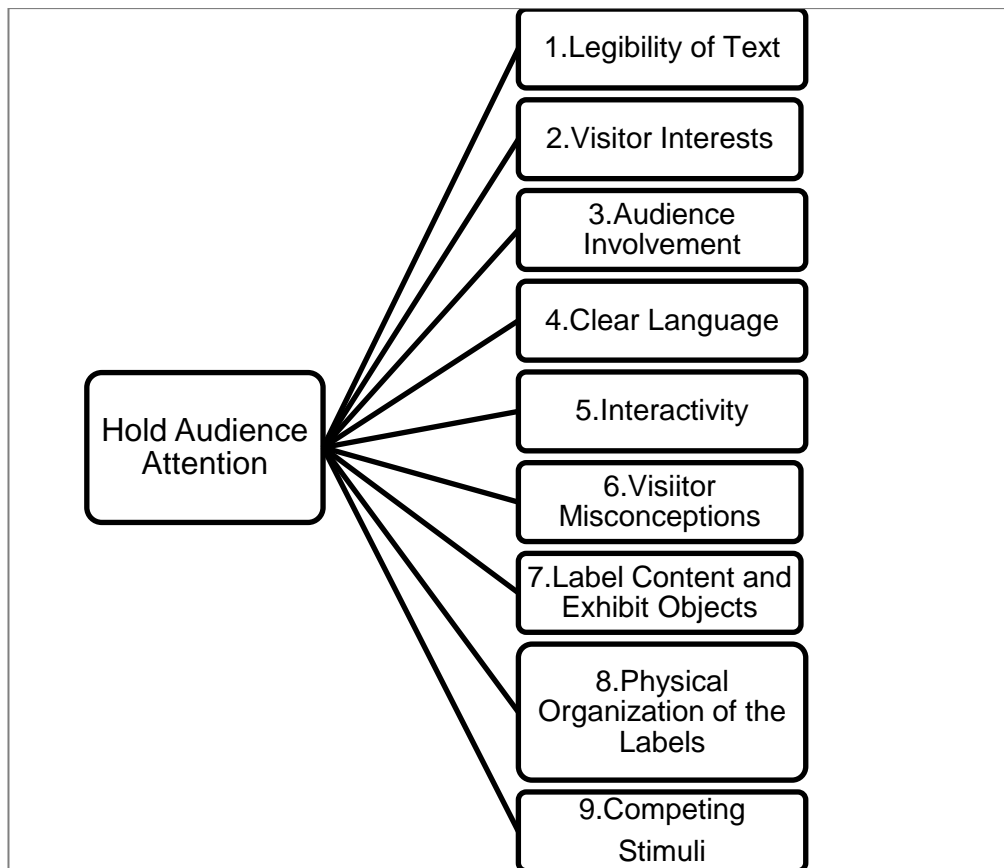 1.Legibility of Text
2.Visitor Interests
3.Audience
Involvement
4.Clear Language
Hold Audience
Attention
5.Interactivity
6.Visiitor
Misconceptions
7.Label Content and
Exhibit Objects
8.Physical
Organization of the
Labels
9.Competing
Stimuli